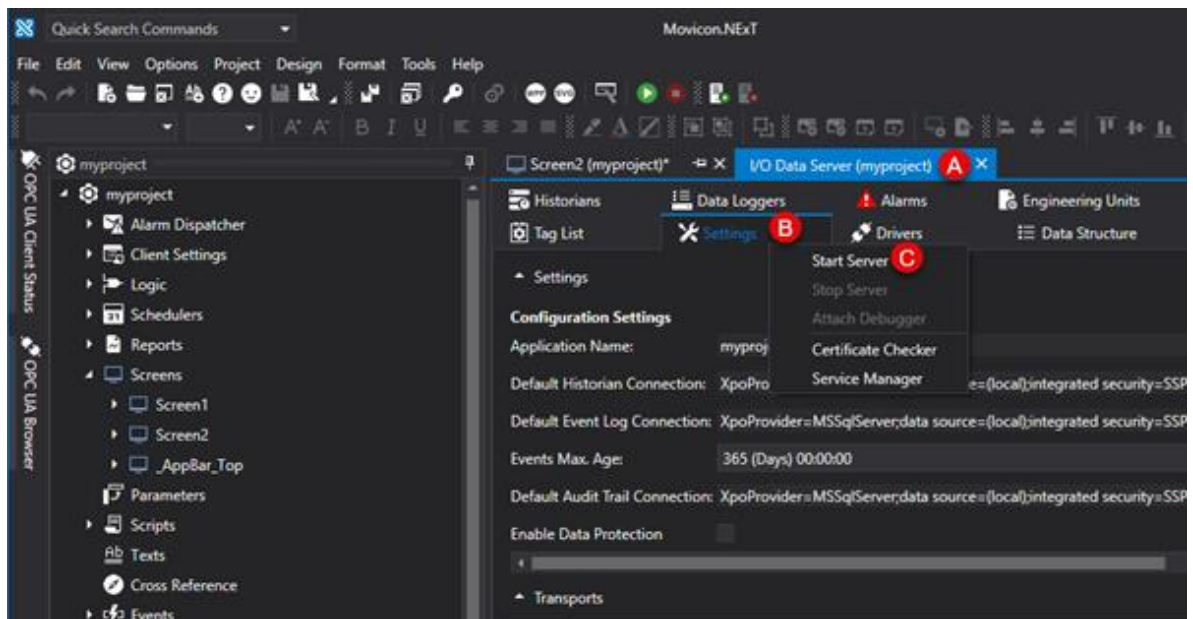 Quick Search Commands
Movicon.NExT
File Edit View Options Project Design Format Tools Help
A A B I U
OPC UA Client Status
OPC UA Browser
myproject
myproject
Alarm Dispatcher
Client Settings
Logic
Schedulers
Reports
Screens
Screen1
Screen2
_AppBar_Top
Parameters
Scripts
Texts
Cross Reference
Events
Screen2 (myproject)* I/O Data Server (myproject) A
Historians Data Loggers Alarms Engineering Units
Tag List Settings B Drivers Data Structure
Start Server C
Stop Server
Attach Debugger
Certificate Checker
Service Manager
Settings
Configuration Settings
Application Name: myproj
Default Historian Connection: XpoPro e=(local);integrated security=SSP
Default Event Log Connection: XpoProvider=MSSqlServer;data source=(local);integrated security=SSP
Events Max. Age: 365 (Days) 00:00:00
Default Audit Trail Connection: XpoProvider=MSSqlServer;data source=(local);integrated security=SSP
Enable Data Protection
Transports